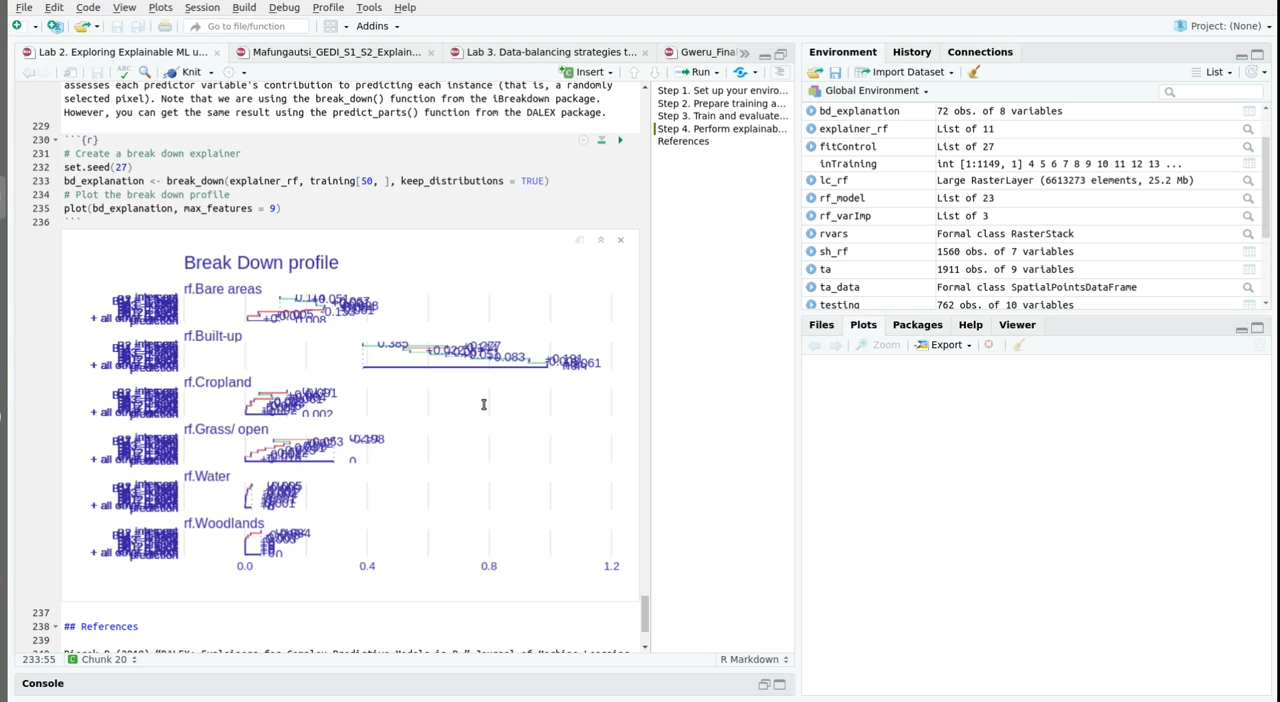 File Edit Code View Plots Session Build Debug Profile Tools Help
Go to file/function Addins Project: (None)
Lab 2. Exploring Explainable ML u... Mafungautsi_GEDI_S1_S2_Explain... Lab 3. Data-balancing strategies t... Gweru_Final
Knit Insert Run
assesses each predictor variable's contribution to predicting each instance (that is, a randomly
selected pixel). Note that we are using the break_down() function from the iBreakdown package.
However, you can get the same result using the predict_parts() function from the DALEX package.
229
230 ```{r}
231 # Create a break down explainer
232 set.seed(27)
233 bd_explanation <- break_down(explainer_rf, training[50, ], keep_distributions = TRUE)
234 # Plot the break down profile
235 plot(bd_explanation, max_features = 9)
236 ```
Break Down profile
rf.Bare areas
rf.Built-up
rf.Cropland
rf.Grass/ open
rf.Water
rf.Woodlands
0.0 0.4 0.8 1.2
237
238 ## References
239
233:55 Chunk 20 R Markdown
Console
Step 1. Set up your enviro...
Step 2. Prepare training a...
Step 3. Train and evaluate...
Step 4. Perform explainab...
References
Environment History Connections
Import Dataset List
Global Environment
bd_explanation 72 obs. of 8 variables
explainer_rf List of 11
fitControl List of 27
inTraining int [1:1149, 1] 4 5 6 7 8 9 10 11 12 13 ...
lc_rf Large RasterLayer (6613273 elements, 25.2 Mb)
rf_model List of 23
rf_varImp List of 3
rvars Formal class RasterStack
sh_rf 1560 obs. of 7 variables
ta 1911 obs. of 9 variables
ta_data Formal class SpatialPointsDataFrame
testing 762 obs. of 10 variables
Files Plots Packages Help Viewer
Zoom Export